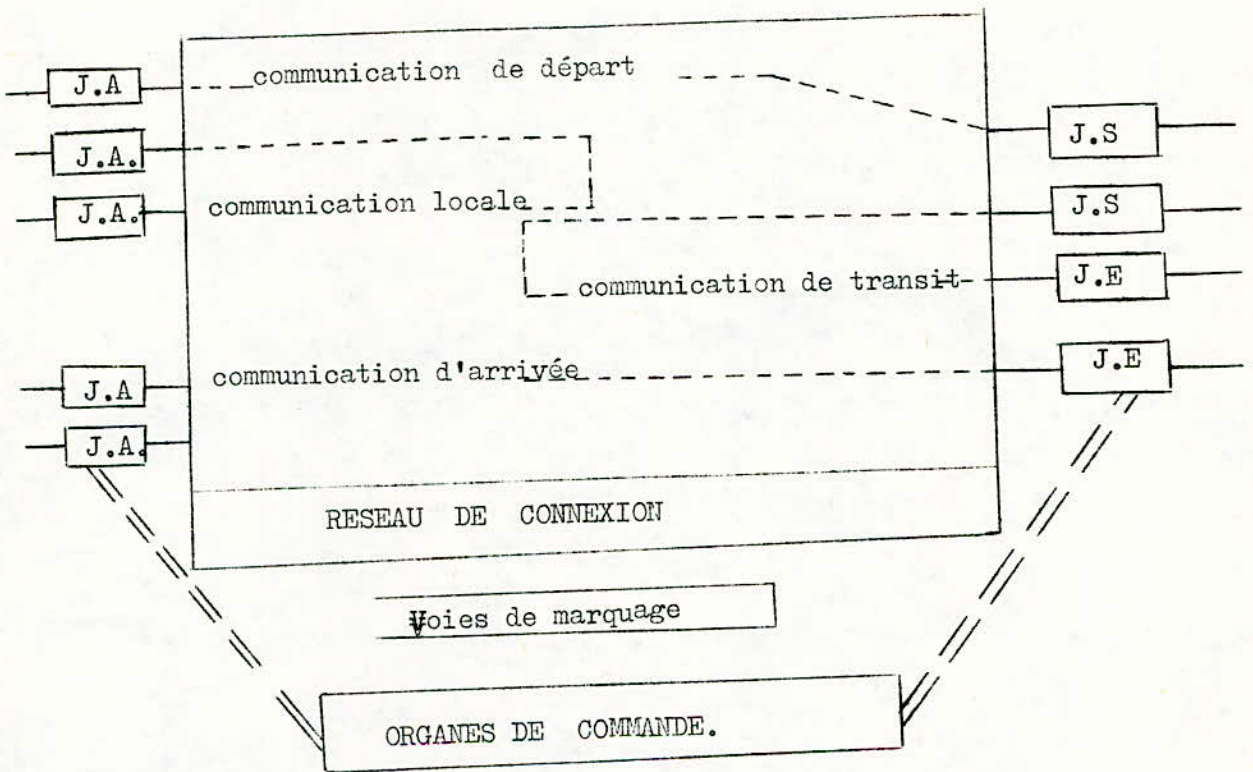 J.A communication de départ
J.S
J.A.
J.A. communication locale J.S
communication de transit J.E
J.A communication d'arrivée J.E
J.A.
RESEAU DE CONNEXION
Voies de marquage
ORGANES DE COMMANDE.